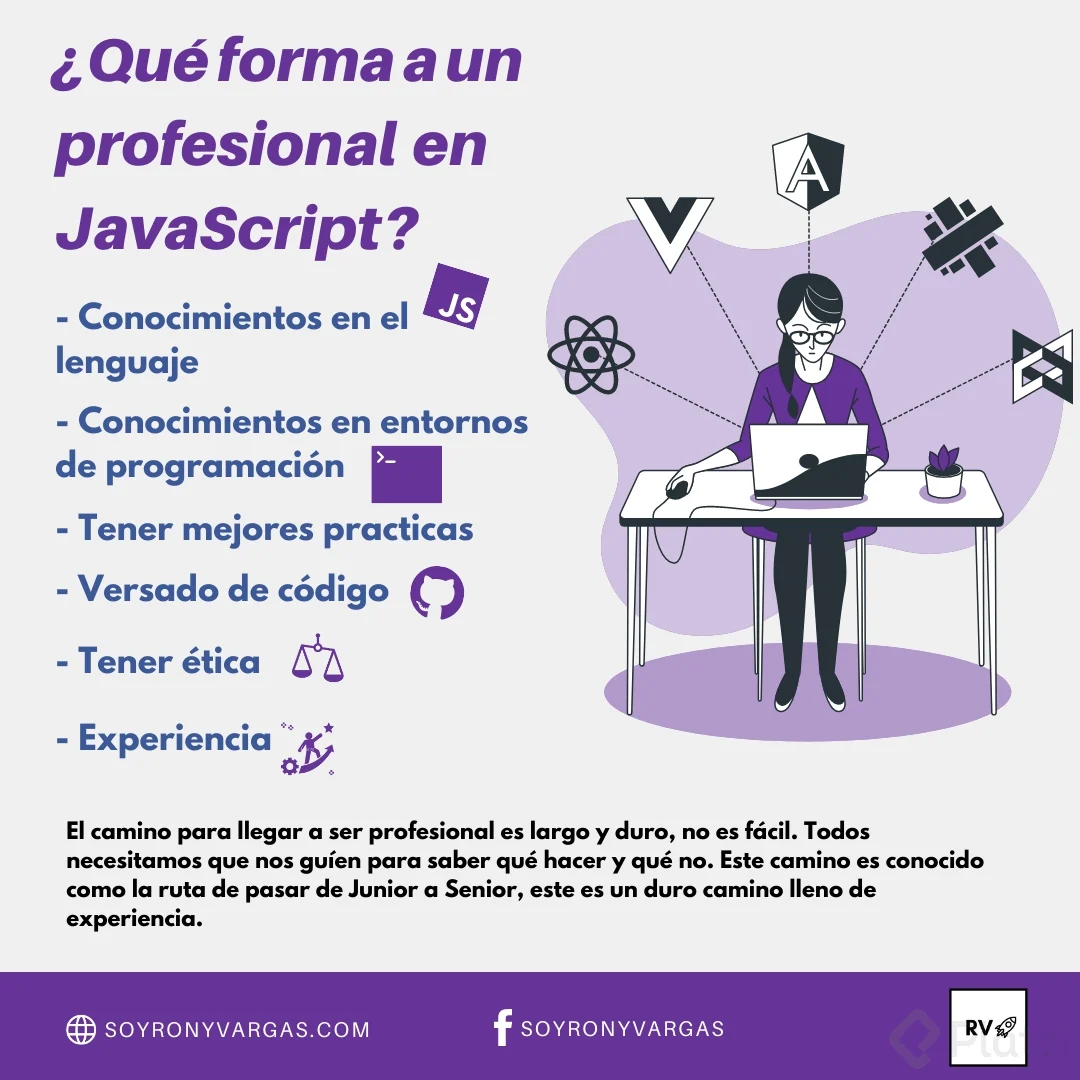 ¿Qué forma a un
profesional en
JavaScript?
JS
- Conocimientos en el
lenguaje
- Conocimientos en entornos
de programación
>_
- Tener mejores practicas
- Versado de código
- Tener ética
- Experiencia
A
El camino para llegar a ser profesional es largo y duro, no es fácil. Todos
necesitamos que nos guíen para saber qué hacer y qué no. Este camino es conocido
como la ruta de pasar de Junior a Senior, este es un duro camino lleno de
experiencia.
SOYRONYVARGAS.COM
f SOYRONYVARGAS
RV